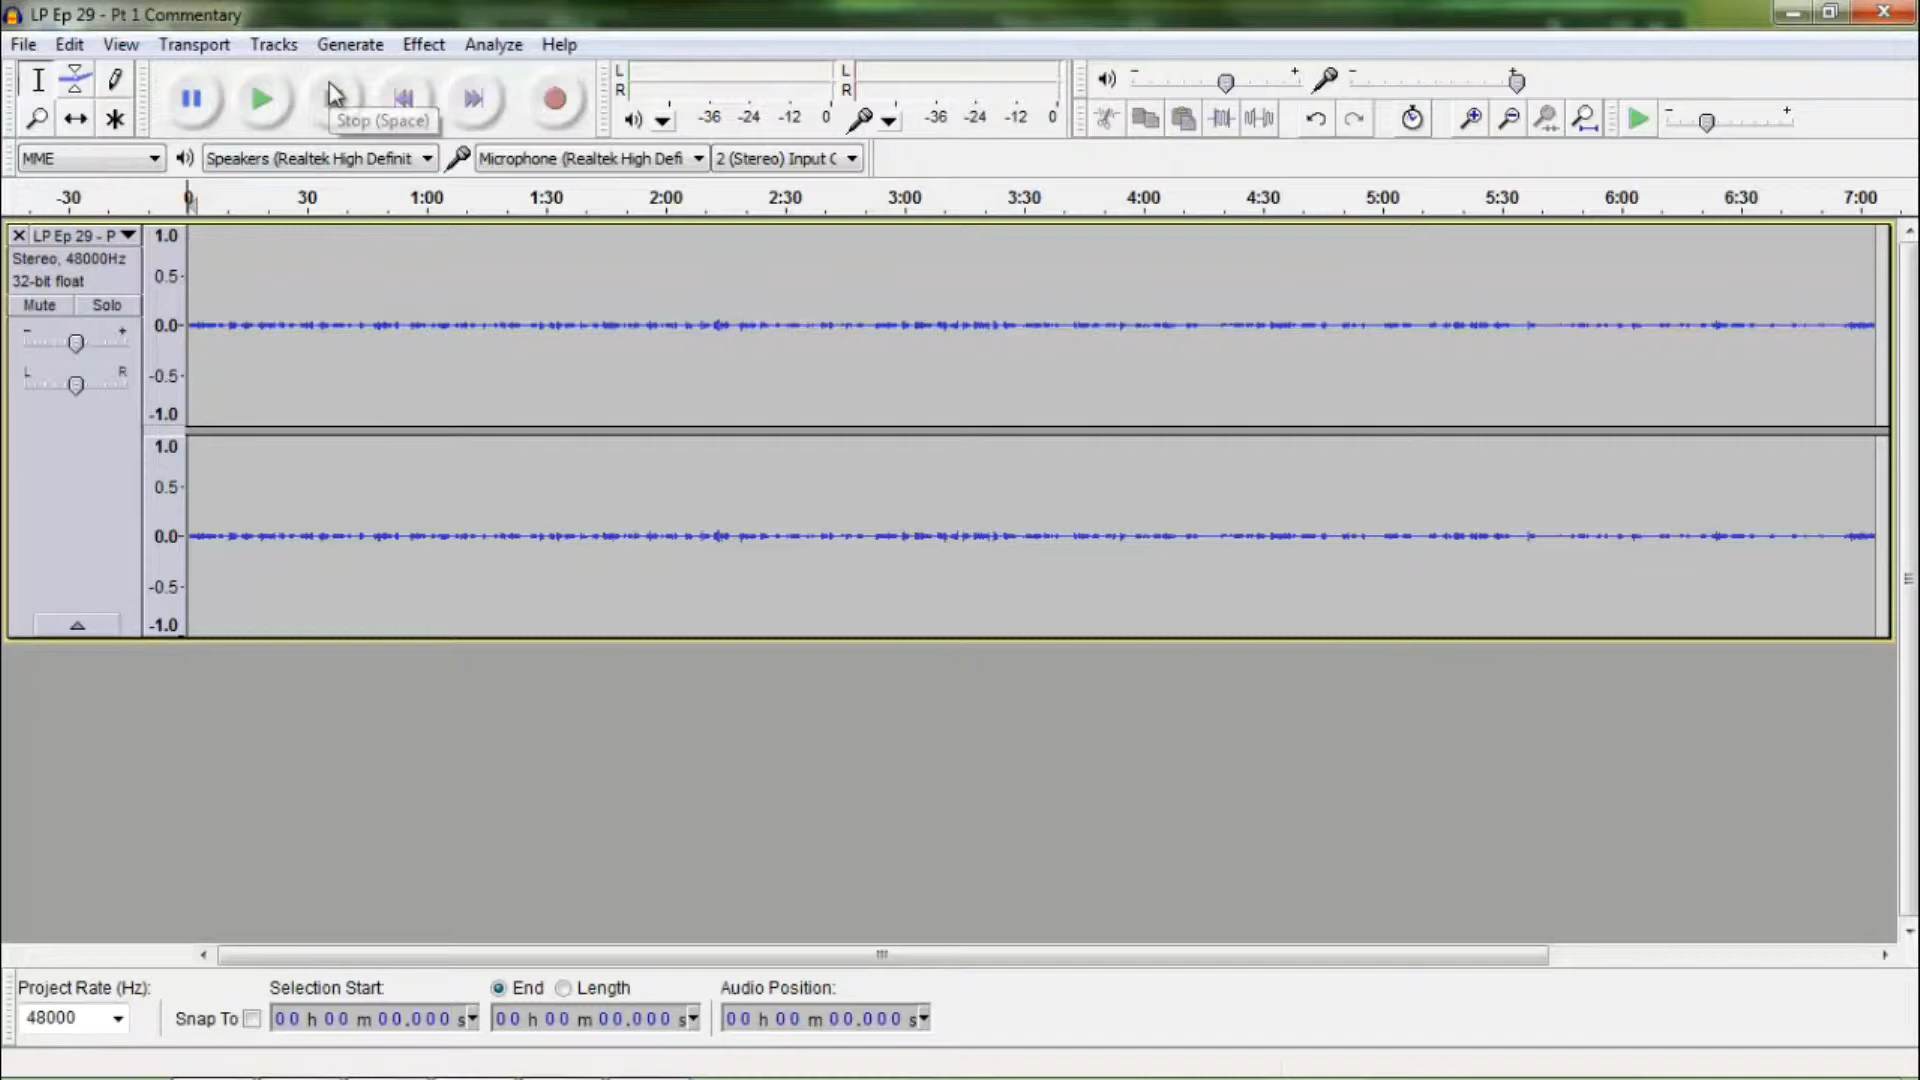 LP Ep 29 - Pt 1 Commentary
File Edit View Transport Tracks Generate Effect Analyze Help
L
R
L
R
Stop (Space)
-36 -24 -12 0
-36 -24 -12 0
MME
Speakers (Realtek High Definit
Microphone (Realtek High Defi
2 (Stereo) Input C
-30 0 30 1:00 1:30 2:00 2:30 3:00 3:30 4:00 4:30 5:00 5:30 6:00 6:30 7:00
LP Ep 29 - P
Stereo, 48000Hz
32-bit float
Mute Solo
- +
L R
1.0
0.5
0.0
-0.5
-1.0
1.0
0.5
0.0
-0.5
-1.0
Project Rate (Hz):
48000
Snap To
Selection Start:
End Length
Audio Position:
00 h 00 m 00.000 s
00 h 00 m 00.000 s
00 h 00 m 00.000 s